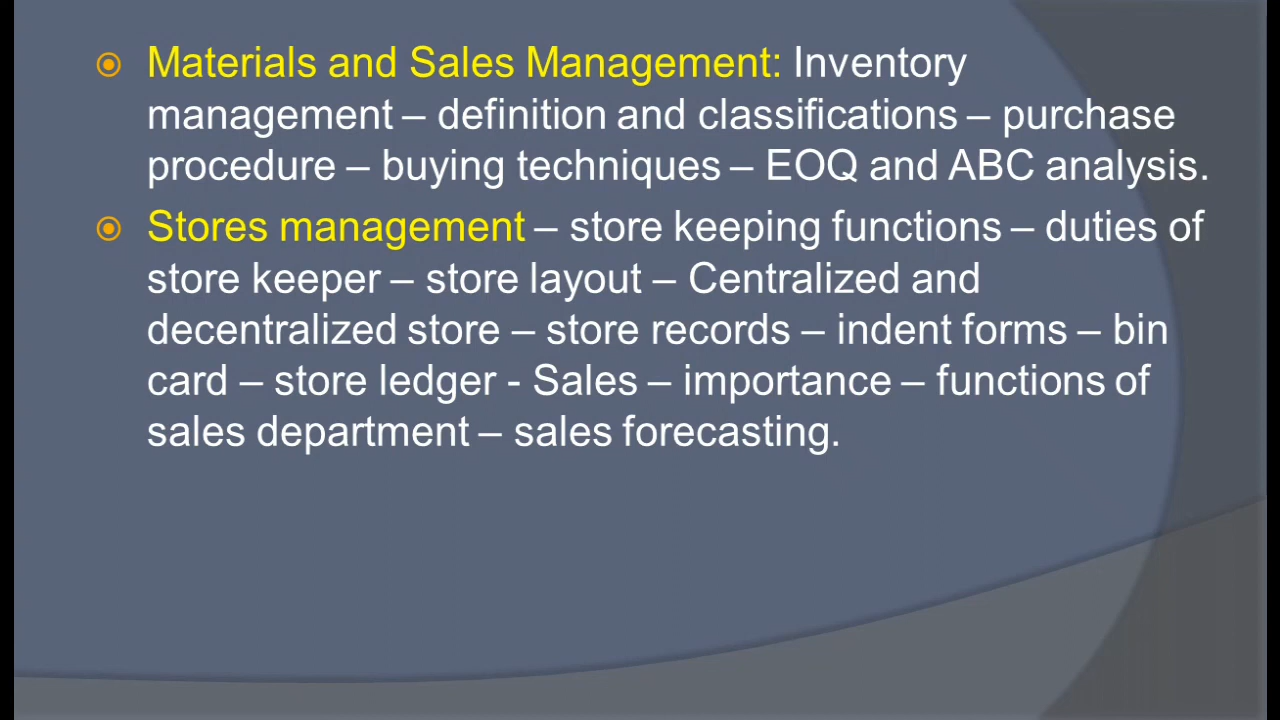 Materials and Sales Management: Inventory
management – definition and classifications – purchase
procedure – buying techniques – EOQ and ABC analysis.
Stores management – store keeping functions – duties of
store keeper – store layout – Centralized and
decentralized store – store records – indent forms – bin
card – store ledger - Sales – importance – functions of
sales department – sales forecasting.